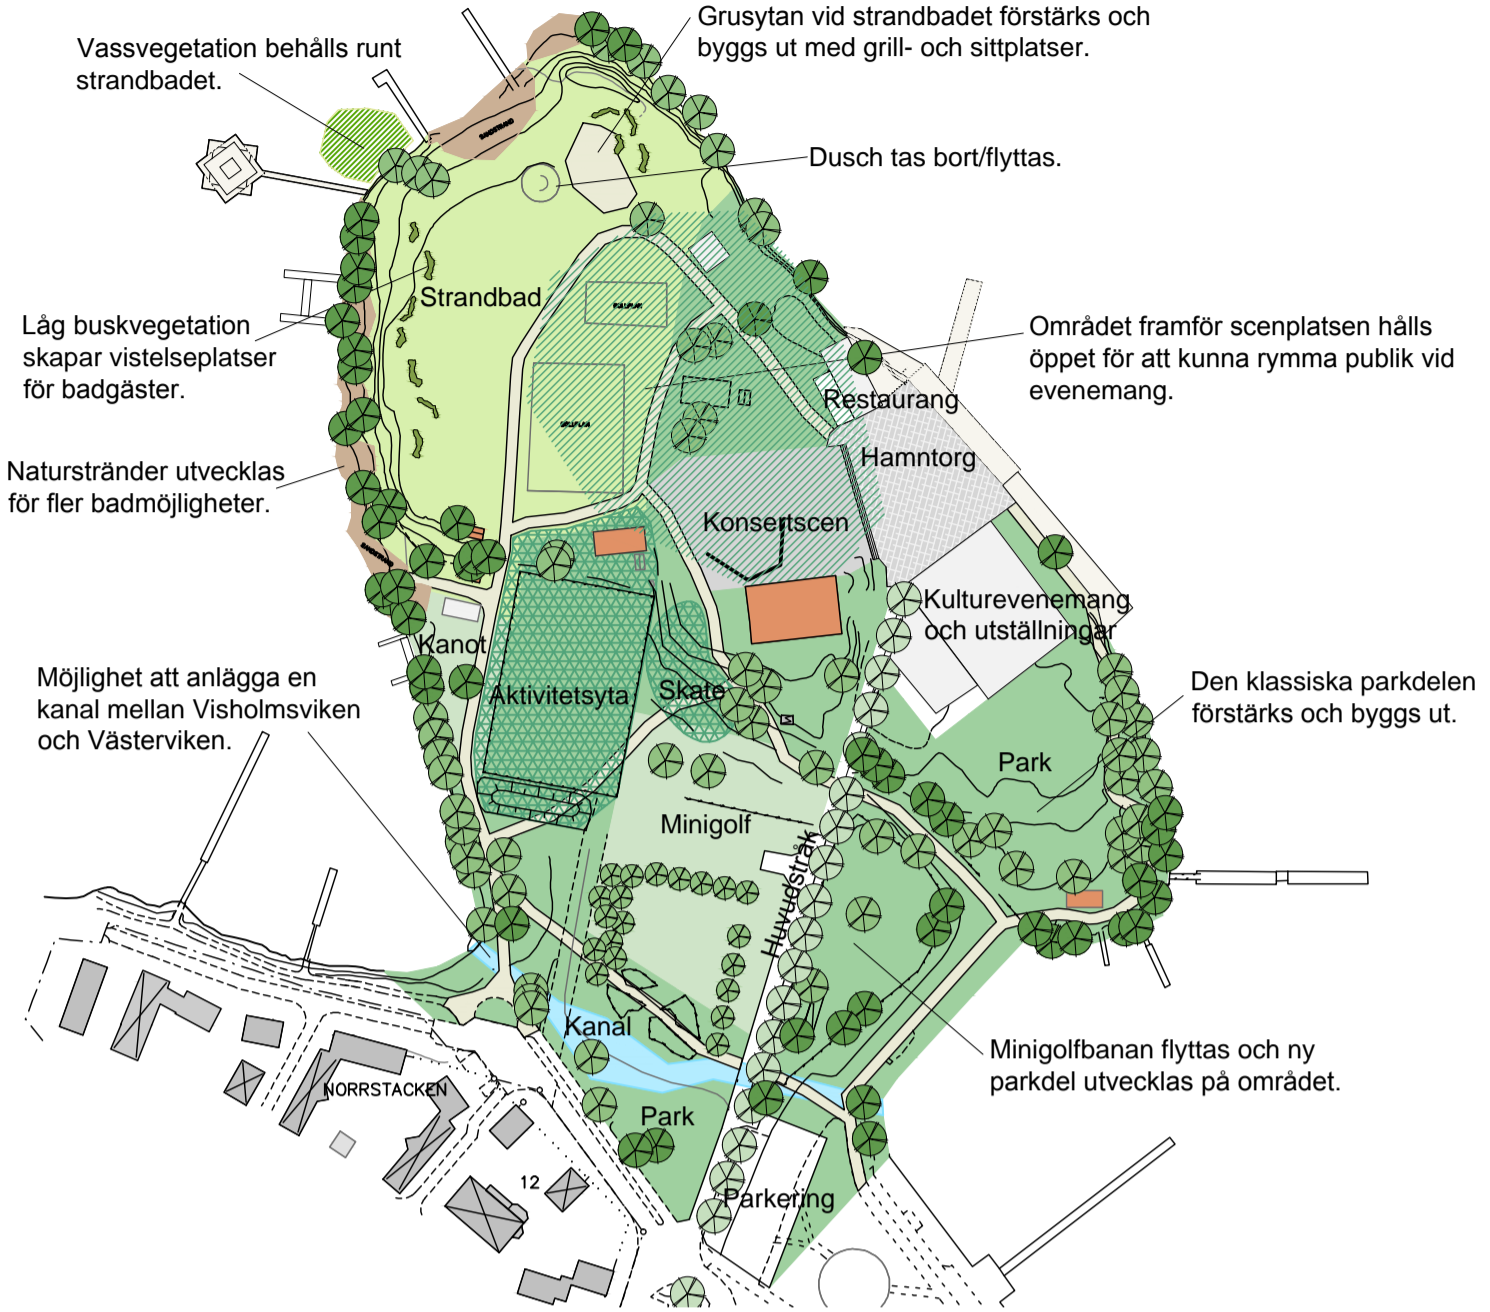 Grusytan vid strandbadet förstärks och
byggs ut med grill- och sittplatser.
Vassvegetation behålls runt
strandbadet.
SANDSTRAND
Dusch tas bort/flyttas.
Strandbad
Låg buskvegetation
skapar vistelseplatser
för badgäster.
Området framför scenplatsen hålls
öppet för att kunna rymma publik vid
evenemang.
Restaurang
Hamntorg
Naturstränder utvecklas
för fler badmöjligheter.
Konsertscen
Kulturevenemang
och utställningar
Kanot
Möjlighet att anlägga en
kanal mellan Visholmsviken
och Västerviken.
Aktivitetsyta
Skate
Den klassiska parkdelen
förstärks och byggs ut.
Park
Minigolf
Huvudstråk
Kanal
Minigolfbanan flyttas och ny
parkdel utvecklas på området.
NORRSTACKEN
Park
12
Parkering